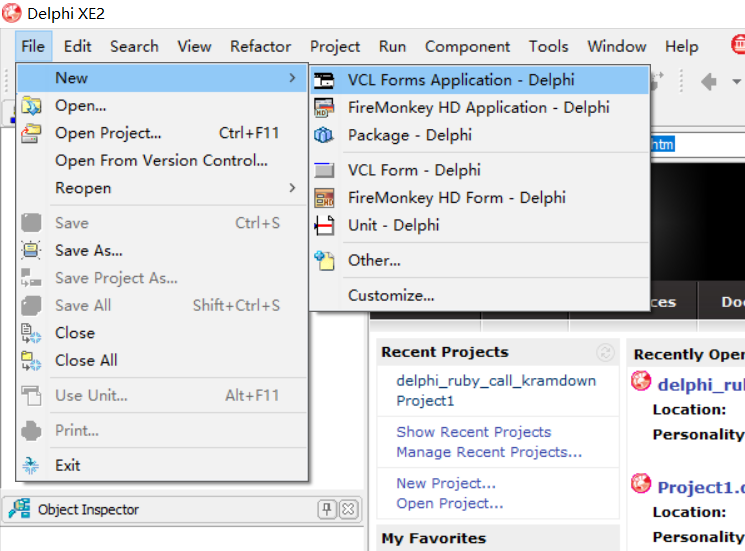 Delphi XE2
File Edit Search View Refactor Project Run Component Tools Window Help
New
Open...
Open Project... Ctrl+F11
Open From Version Control...
Reopen
Save Ctrl+S
Save As...
Save Project As...
Save All Shift+Ctrl+S
Close
Close All
Use Unit... Alt+F11
Print...
Exit
VCL Forms Application - Delphi
FireMonkey HD Application - Delphi
Package - Delphi
VCL Form - Delphi
FireMonkey HD Form - Delphi
Unit - Delphi
Other...
Customize...
htm
ces Doc
Recent Projects
delphi_ruby_call_kramdown
Project1
Show Recent Projects
Manage Recent Projects...
New Project...
Open Project...
My Favorites
Recently Open
delphi_rul
Location:
Personality
Project1.d
Location:
Personality
Object Inspector